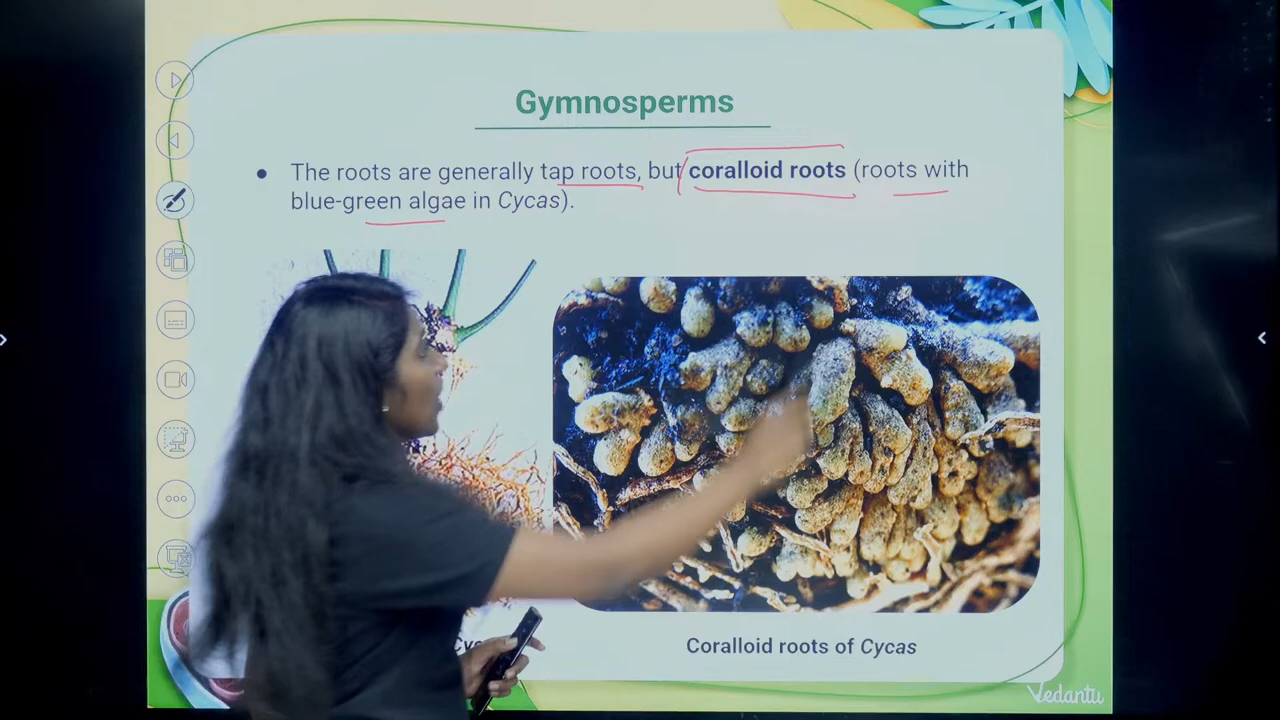 Gymnosperms
• The roots are generally tap roots, but coralloid roots (roots with
blue-green algae in Cycas).
Coralloid roots of Cycas
Vedantu